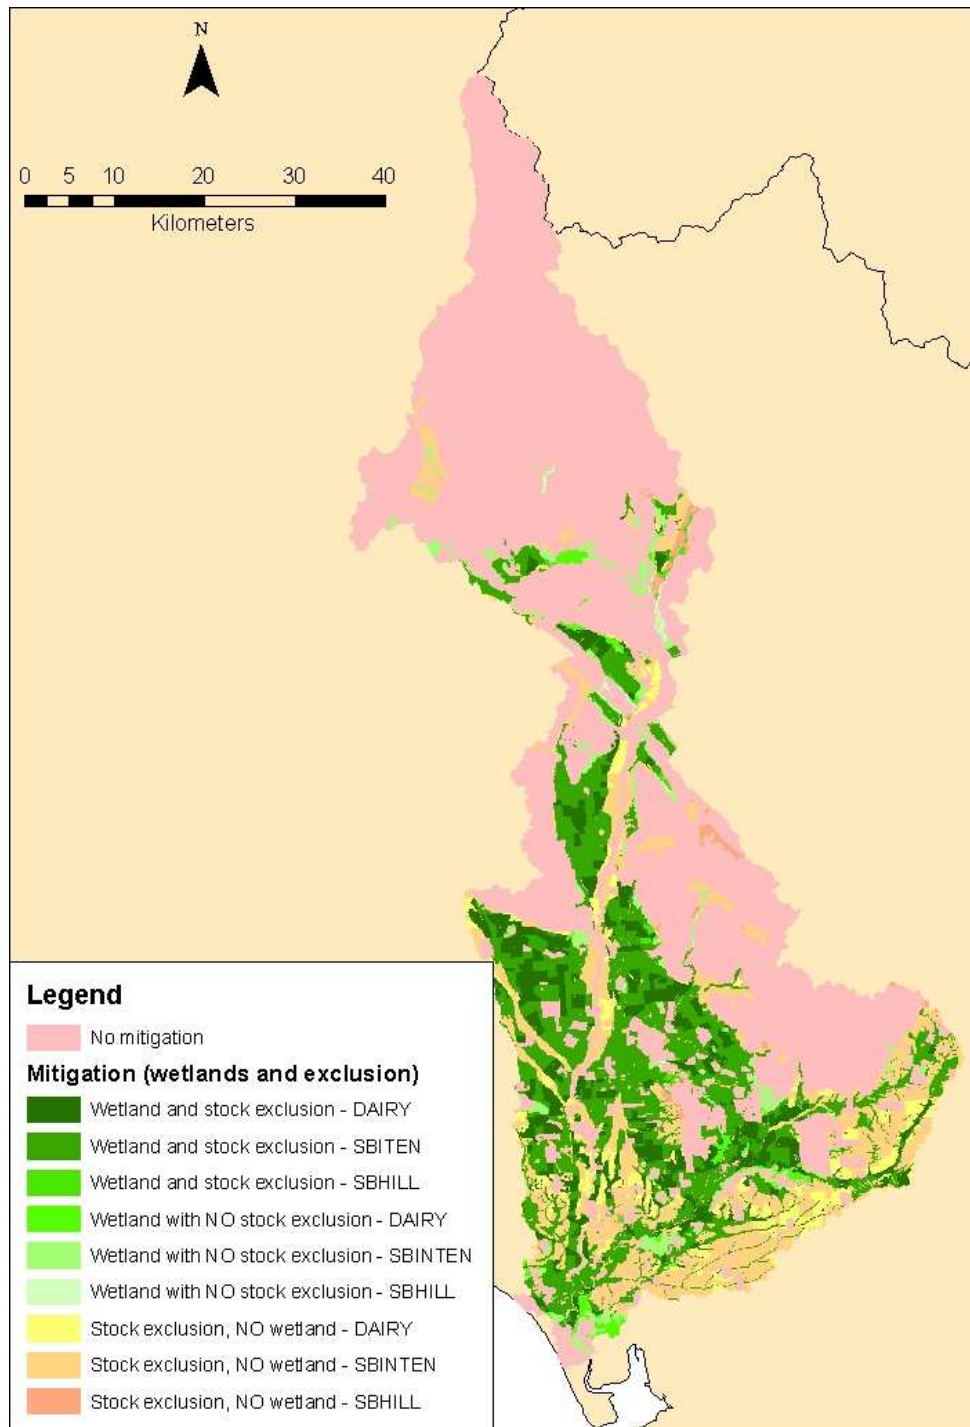 N
0 5 10 20 30 40
Kilometers
Legend
No mitigation
Mitigation (wetlands and exclusion)
Wetland and stock exclusion - DAIRY
Wetland and stock exclusion - SBITEN
Wetland and stock exclusion - SBHILL
Wetland with NO stock exclusion - DAIRY
Wetland with NO stock exclusion - SBINTEN
Wetland with NO stock exclusion - SBHILL
Stock exclusion, NO wetland - DAIRY
Stock exclusion, NO wetland - SBINTEN
Stock exclusion, NO wetland - SBHILL